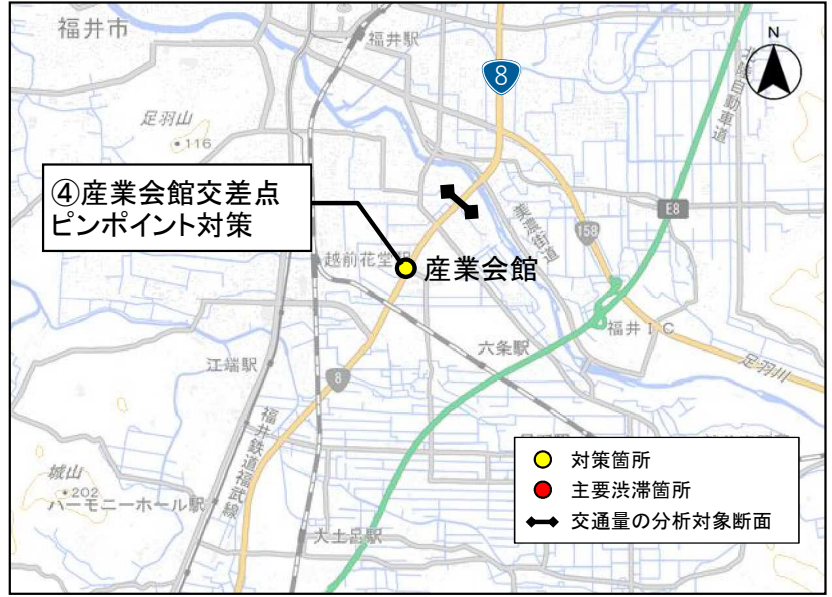 福井市
福井駅
N
8
北陸自動車道
足羽山
116
④産業会館交差点
ピンポイント対策
美濃街道
E8
158
越前花堂駅
産業会館
福井IC
六条駅
江端駅
足羽川
8
福井鉄道福武線
城山
202
ハーモニーホール駅
大土呂駅
対策箇所
主要渋滞箇所
交通量の分析対象断面